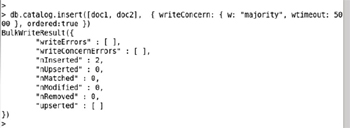 >
> db.catalog.insert([doc1, doc2],  { writeConcern: { w: "majority", wtimeout: 50
00 }, ordered:true })
BulkWriteResult({
        "writeErrors" : [ ],
        "writeConcernErrors" : [ ],
        "nInserted" : 2,
        "nUpserted" : 0,
        "nMatched" : 0,
        "nModified" : 0,
        "nRemoved" : 0,
        "upserted" : [ ]
})
>